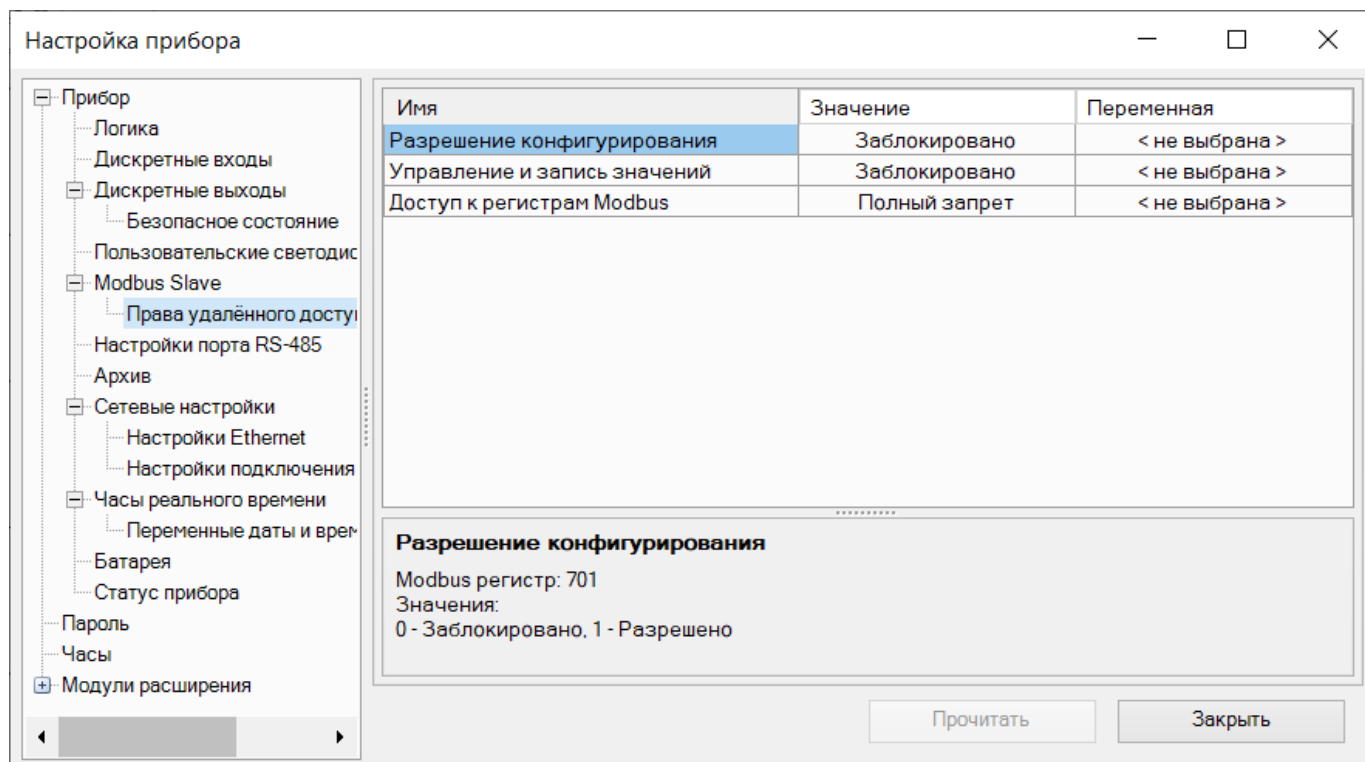 Настройка прибора
Прибор
Логика
Дискретные входы
Дискретные выходы
Безопасное состояние
Пользовательские светодис
Modbus Slave
Права удалённого досту
Настройки порта RS-485
Архив
Сетевые настройки
Настройки Ethernet
Настройки подключения
Часы реального времени
Переменные даты и врем
Батарея
Статус прибора
Пароль
Часы
Модули расширения
Имя Значение Переменная
Разрешение конфигурирования Заблокировано < не выбрана >
Управление и запись значений Заблокировано < не выбрана >
Доступ к регистрам Modbus Полный запрет < не выбрана >
Разрешение конфигурирования
Modbus регистр: 701
Значения:
0 - Заблокировано, 1 - Разрешено
Прочитать Закрыть